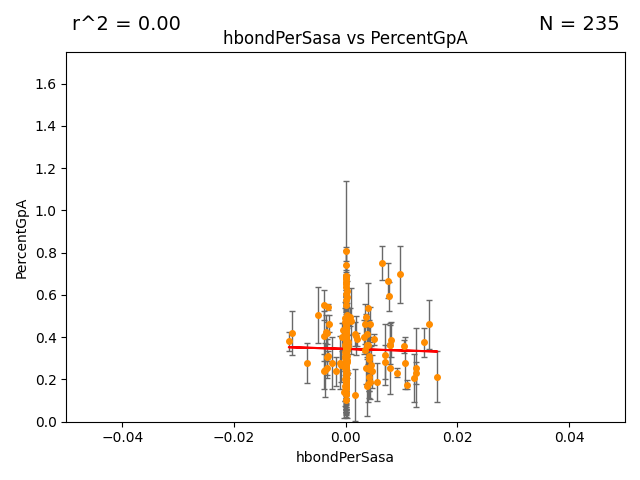 r^2 = 0.00
N = 235
hbondPerSasa vs PercentGpA
1.6
1.4
1.2
1.0
0.8
0.6
0.4
0.2
0.0
PercentGpA
−0.04
−0.02
0.00
0.02
0.04
hbondPerSasa